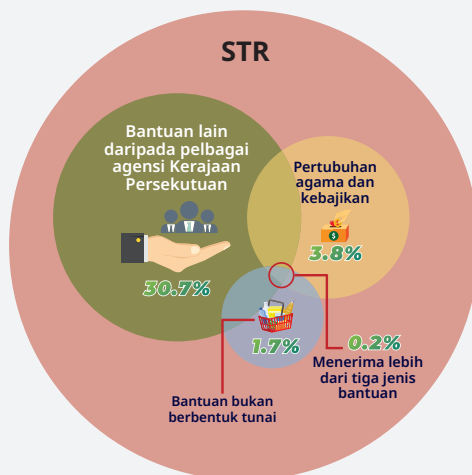 STR
Bantuan lain
daripada pelbagai
agensi Kerajaan
Persekutuan
30.7%
Pertubuhan
agama dan
kebajikan
$
3.8%
1.7%
0.2%
Menerima lebih
dari tiga jenis
bantuan
Bantuan bukan
berbentuk tunai